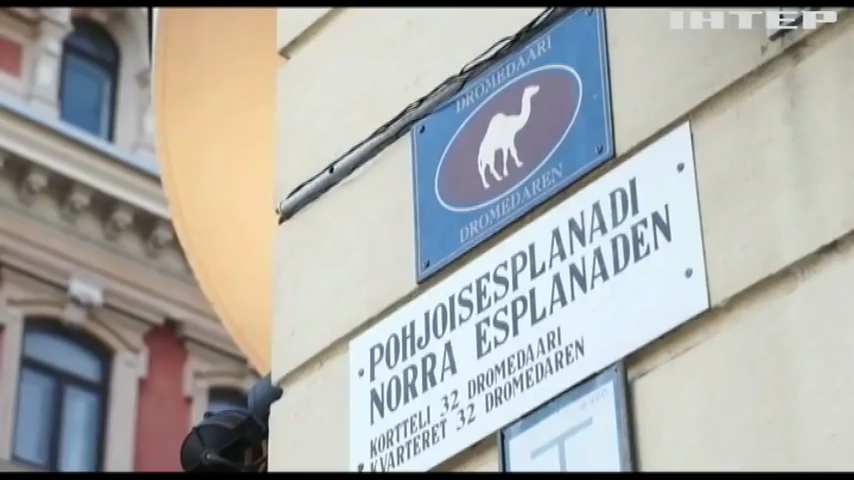 ІНТЕР
DROMEDAARI
DROMEDAREN
POHJOISESPLANADI
NORRA ESPLANADEN
KORTTELI 32 DROMEDAARI
KVARTERET 32 DROMEDAREN
T